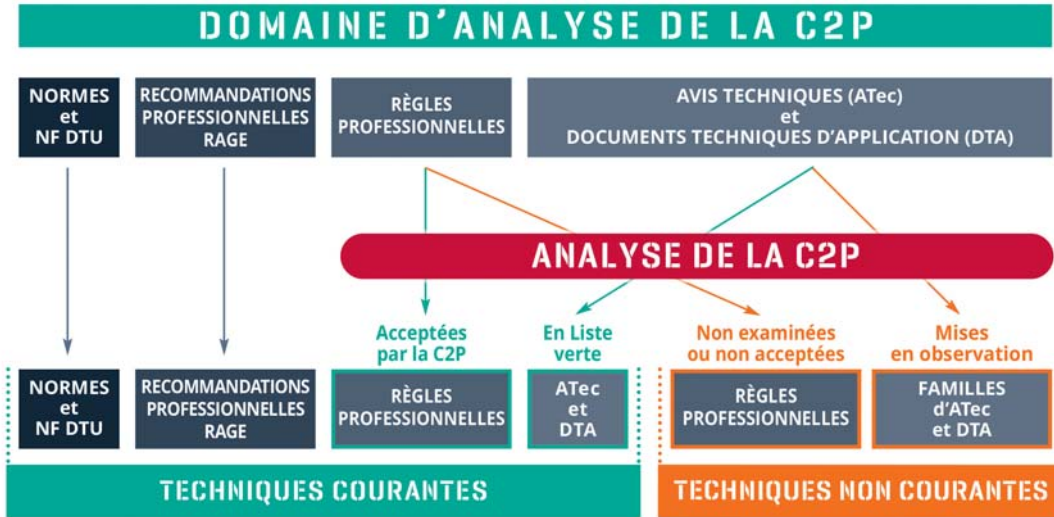 DOMAINE D'ANALYSE DE LA C2P
NORMES
et
NF DTU
RECOMMANDATIONS
PROFESSIONNELLES
RAGE
RÈGLES
PROFESSIONNELLES
AVIS TECHNIQUES (ATec)
et
DOCUMENTS TECHNIQUES D'APPLICATION (DTA)
ANALYSE DE LA C2P
Acceptées
par la C2P
En Liste
verte
Non examinées
ou non acceptées
Mises
en observation
NORMES
et
NF DTU
RECOMMANDATIONS
PROFESSIONNELLES
RAGE
RÈGLES
PROFESSIONNELLES
ATec
et
DTA
RÈGLES
PROFESSIONNELLES
FAMILLES
d'ATec
et DTA
TECHNIQUES COURANTES
TECHNIQUES NON COURANTES